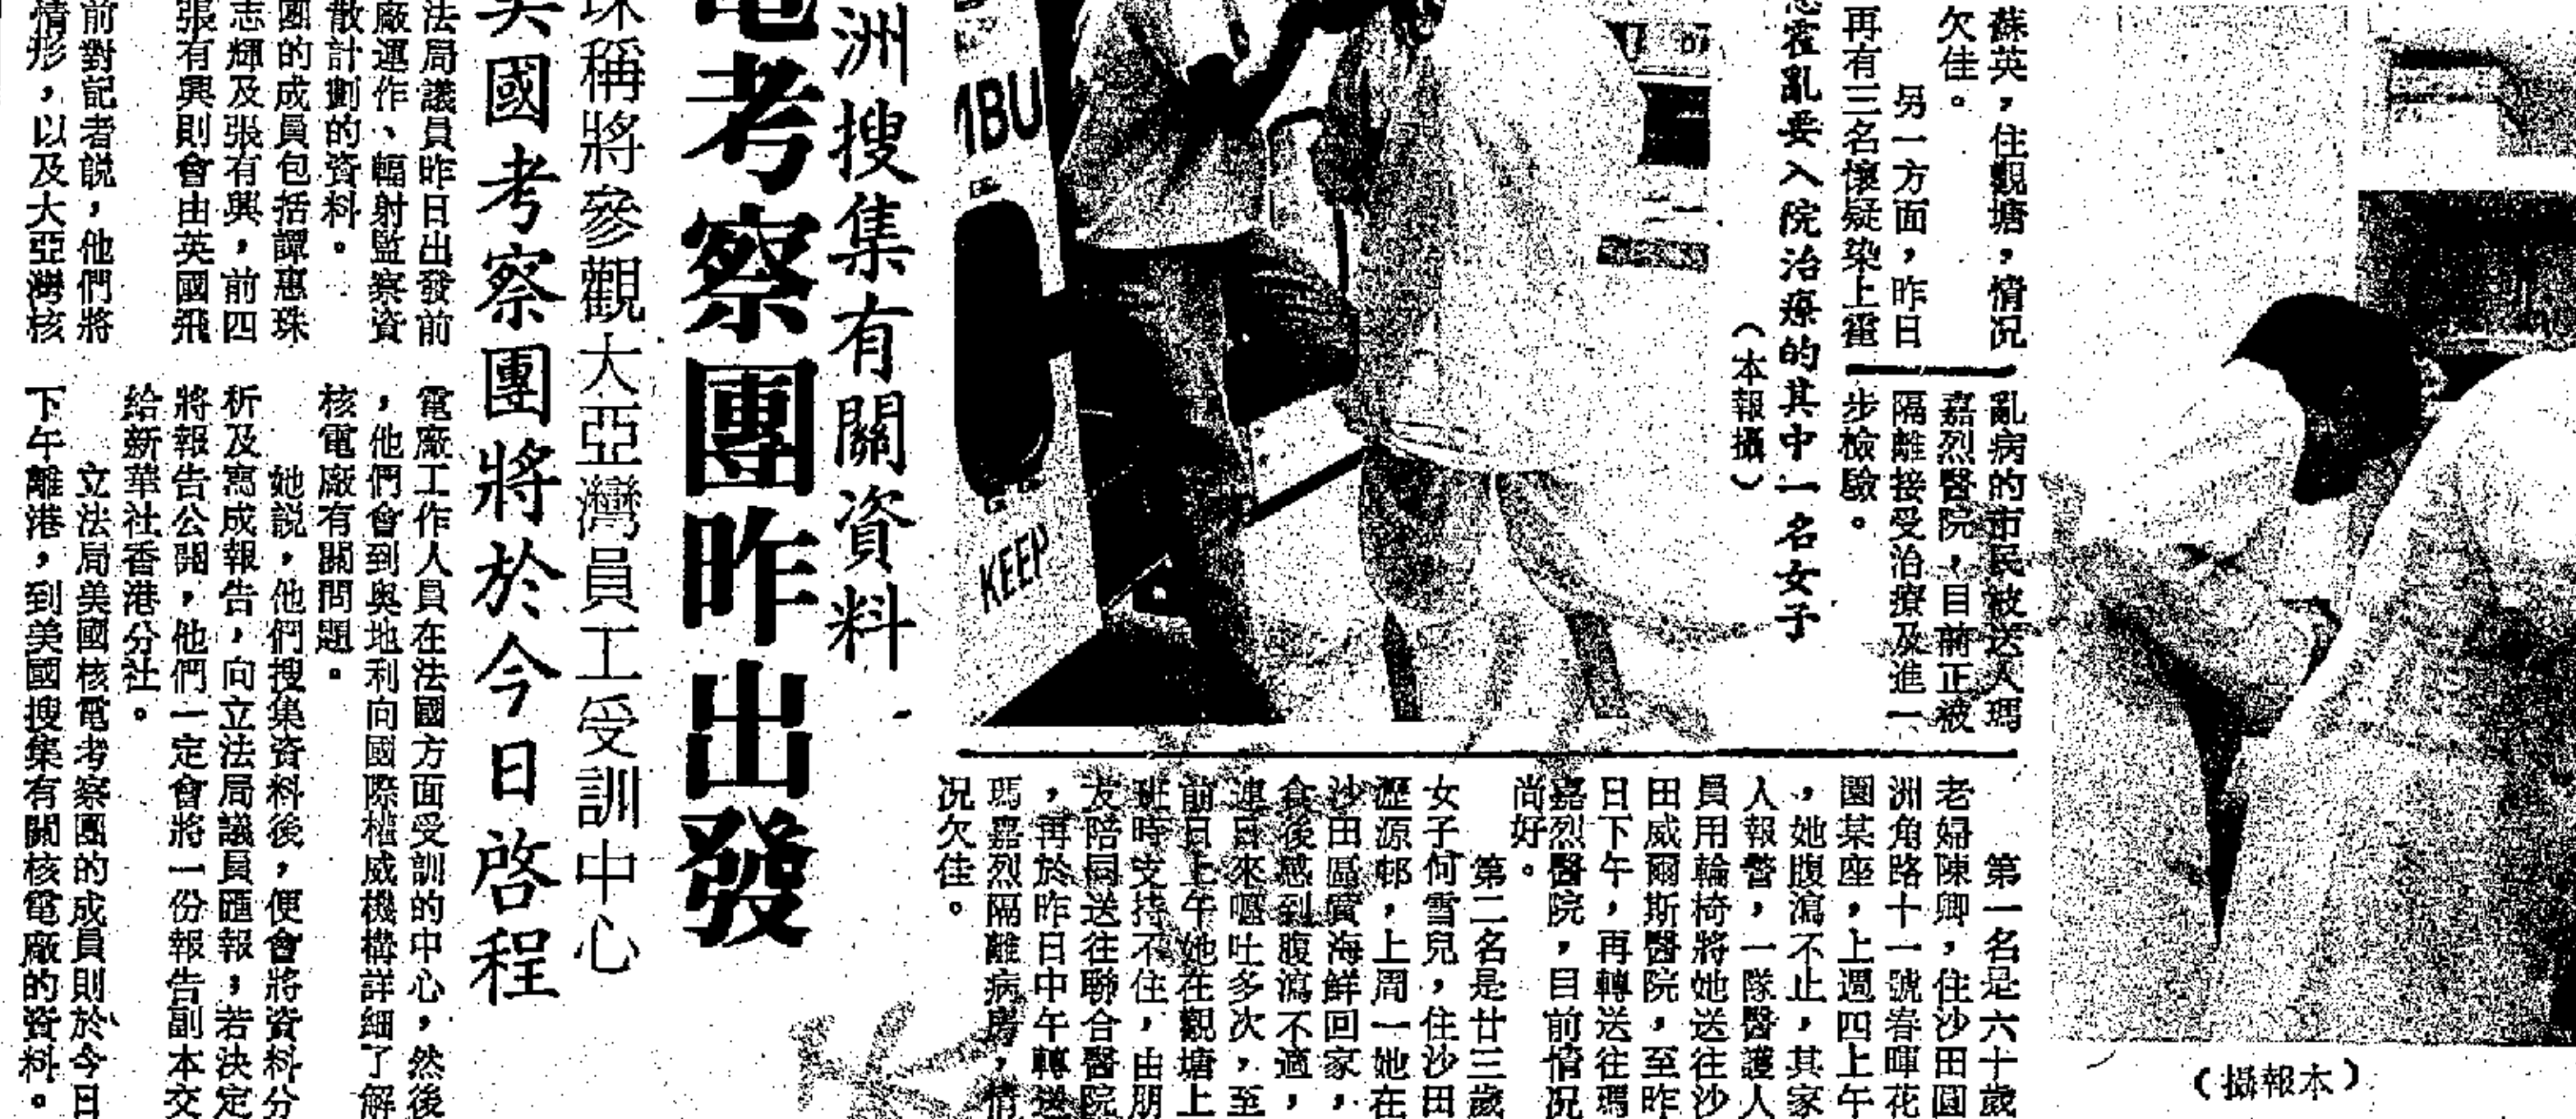 蘇英，住觀塘，情況
欠佳。
另一方面，昨日
再有三名懷疑染上霍
亂病的市民被送入瑪
嘉烈醫院，目前正被
隔離接受治療及進一
步檢驗。
霍亂要入院治療的其中一名女子
（本報攝）
MBU
KEEP
第一名是六十歲
老婦陳卿，住沙田圓
洲角路十一號春暉花
園某座，上週四上午
，她腹瀉不止，其家
人報警，一隊醫護人
員用輪椅將她送往沙
田威爾斯醫院，至昨
日下午，再轉送往瑪
嘉烈醫院，目前情況
尚好。
第二名是廿三歲
女子何雪兒，住沙田
瀝源邨，上周一她在
沙田區嘗海鮮回家，
食後感到腹瀉不適，
連日來嘔吐多次，至
前日上午她在觀塘上
班時支持不住，由朋
友陪同送往聯合醫院
，再於昨日中午轉送
瑪嘉烈隔離病房，情
況欠佳。
（本報攝）
洲搜集有關資料
電考察團昨出發
珠稱將參觀大亞灣員工受訓中心
美國考察團將於今日啓程
法局議員昨日出發前
廠運作、輻射監察資
散計劃的資料。
團的成員包括譚惠珠
志輝及張有興，前四
張有興則會由英國飛
前對記者說，他們將
情形，以及大亞灣核
電廠工作人員在法國方面受訓的中心，然後
，他們會到奧地利向國際權威機構詳細了解
核電廠有關問題。
她說，他們搜集資料後，便會將資料分
析及寫成報告，向立法局議員匯報，若決定
將報告公開，他們一定會將一份報告副本交
給新華社香港分社。
立法局美國核電考察團的成員則於今日
下午離港，到美國搜集有關核電廠的資料。